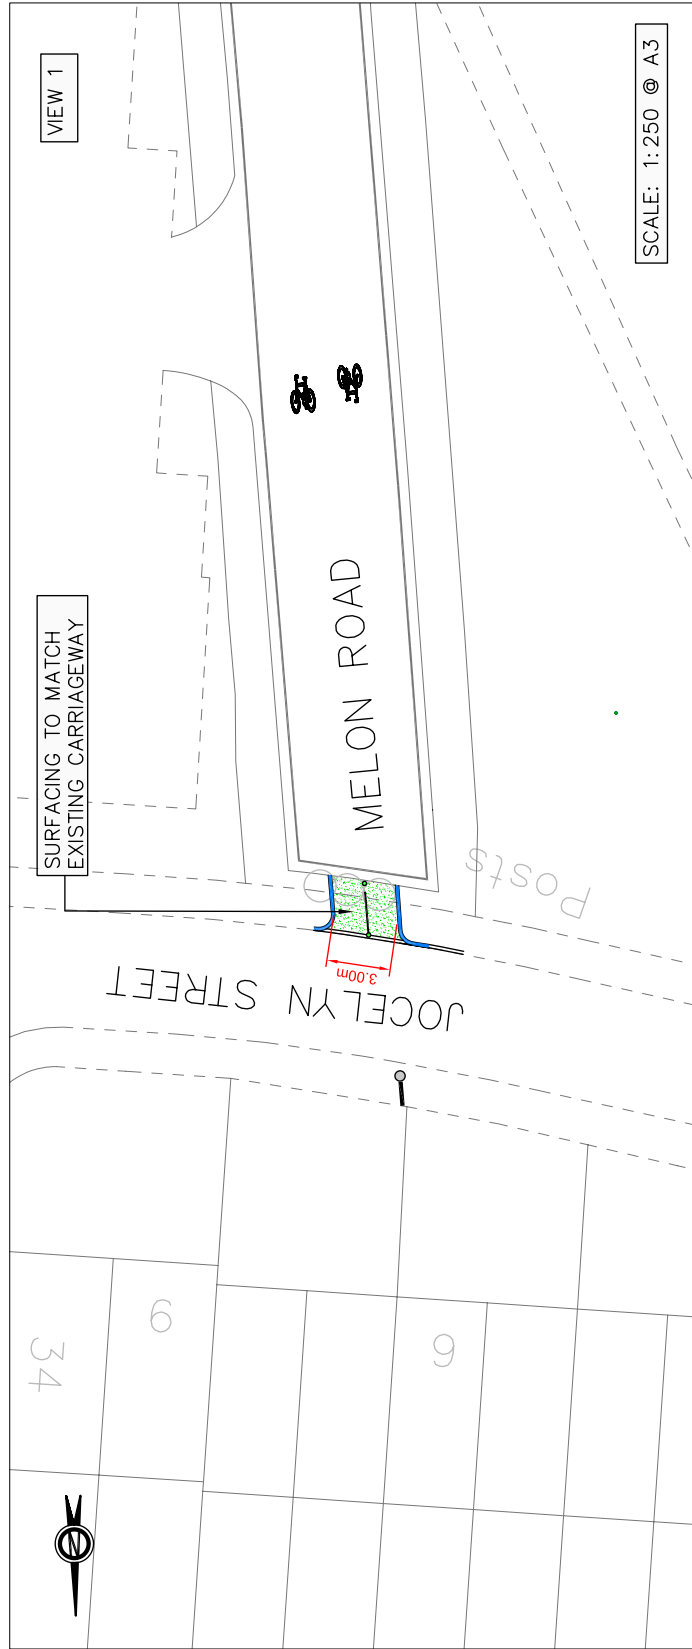 VIEW 1
SCALE: 1:250 @ A3
SURFACING TO MATCH
EXISTING CARRIAGEWAY
MELON ROAD
Posts
3.00m
JOCELYN STREET
34
9
6
N